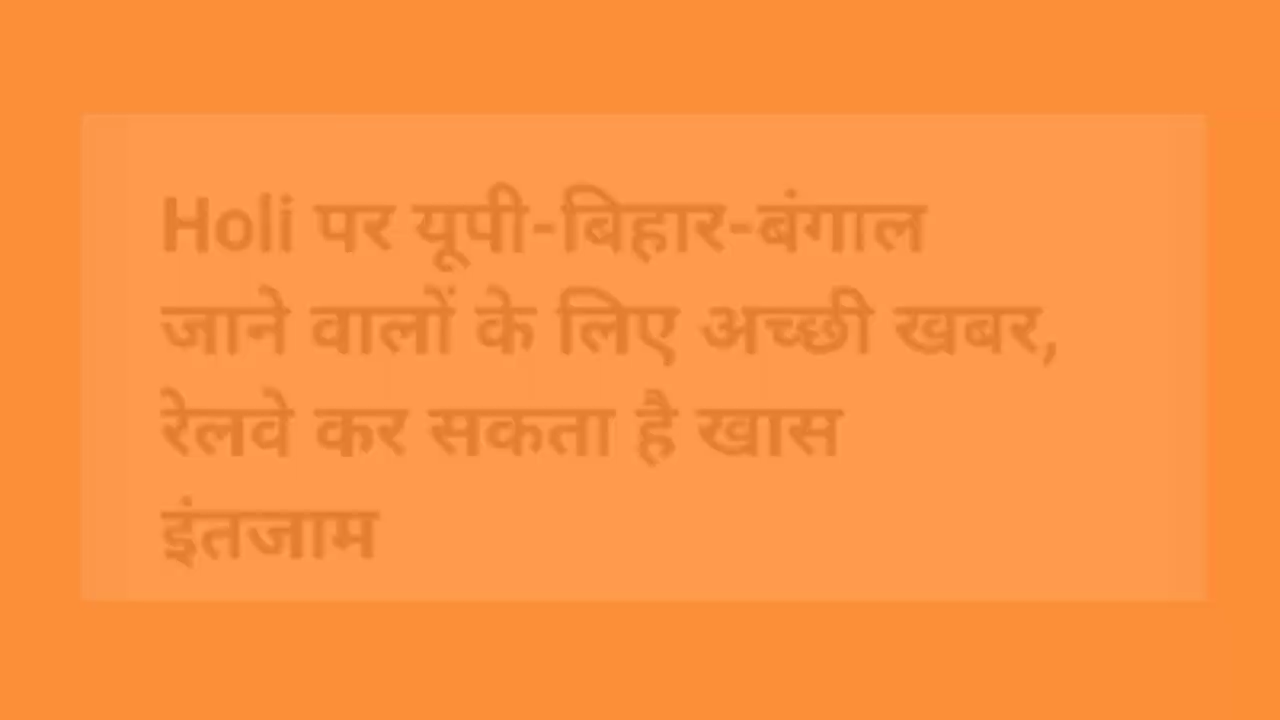 Holi पर यूपी-बिहार-बंगाल
जाने वालों के लिए अच्छी खबर,
रेलवे कर सकता है खास
इंतजाम